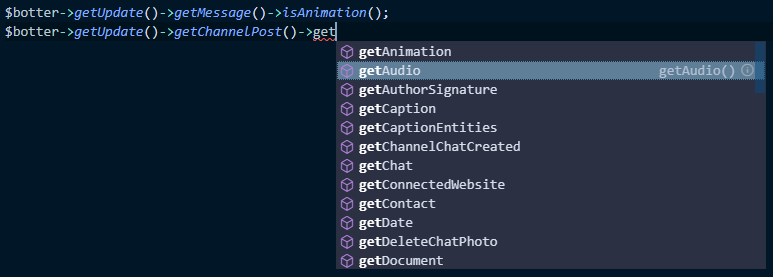 $botter->getUpdate()->getMessage()->isAnimation();
$botter->getUpdate()->getChannelPost()->get
getAnimation
getAudio getAudio()
getAuthorSignature
getCaption
getCaptionEntities
getChannelChatCreated
getChat
getConnectedWebsite
getContact
getDate
getDeleteChatPhoto
getDocument